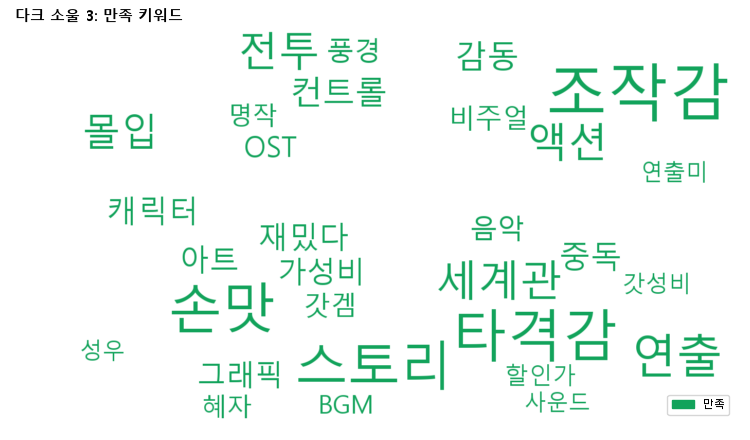 다크 소울 3: 만족 키워드
전투
풍경
감동
컨트롤
조작감
명작
비주얼
몰입
OST
액션
연출미
캐릭터
재밌다
음악
아트
가성비
세계관
중독
갓성비
손맛
갓겜
타격감
성우
스토리
연출
그래픽
할인가
혜자
BGM
사운드
만족